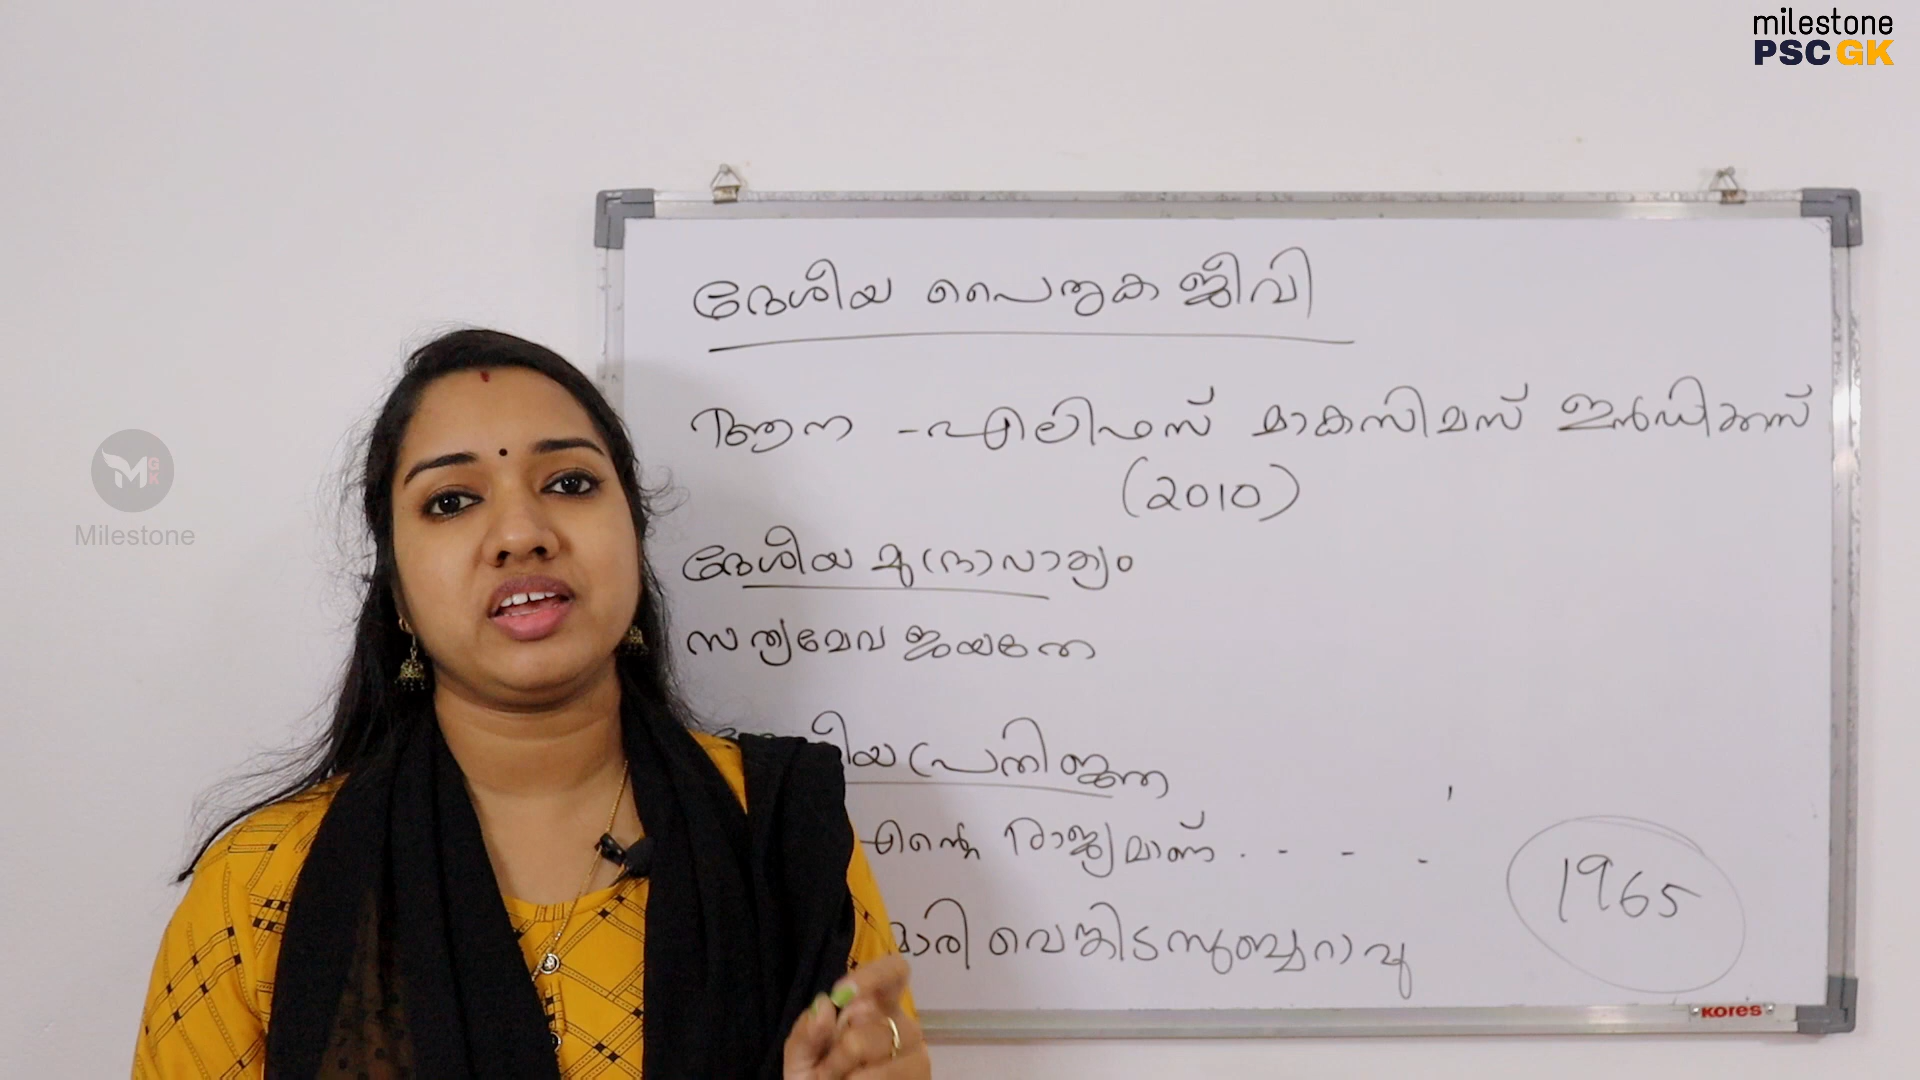 milestone
PSC GK
ദേശീയ പൈതൃക ജീവി
ആന - എലിഫസ് മാക്സിമസ് ഇൻഡിക്കസ്
(2010)
ദേശീയ മുദ്രാവാക്യം
സത്യമേവ ജയതേ
പ്രതിജ്ഞ
എന്റെ രാജ്യമാണ് . - - -
1965
വെങ്കിട സുബ്ബറാവു
Milestone
kores